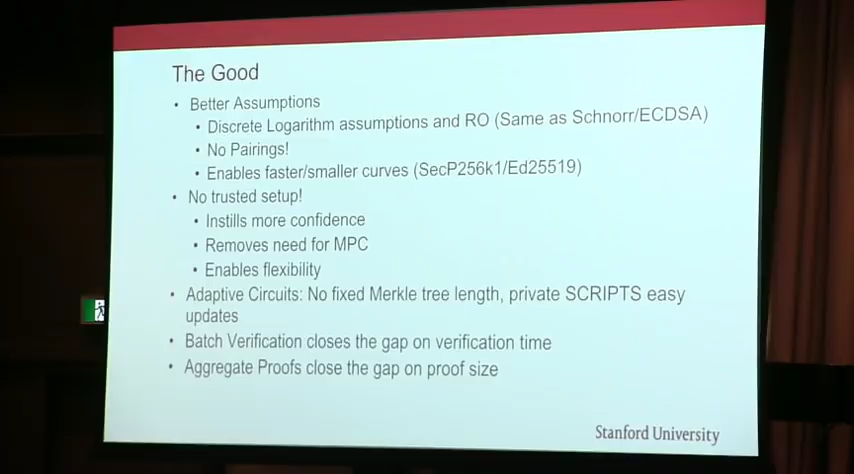 The Good
• Better Assumptions
• Discrete Logarithm assumptions and RO (Same as Schnorr/ECDSA)
• No Pairings!
• Enables faster/smaller curves (SecP256k1/Ed25519)
• No trusted setup!
• Instills more confidence
• Removes need for MPC
• Enables flexibility
• Adaptive Circuits: No fixed Merkle tree length, private SCRIPTS easy
updates
• Batch Verification closes the gap on verification time
• Aggregate Proofs close the gap on proof size
Stanford University